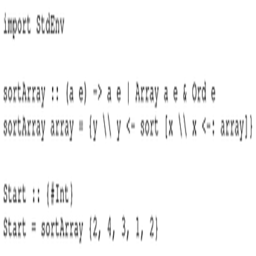 import StdEnv
sortArray :: (a e) -> a e | Array a e & Ord e
sortArray array = {y \\ y <- sort [x \\ x <-: array]}
Start :: {#Int}
Start = sortArray {2, 4, 3, 1, 2}